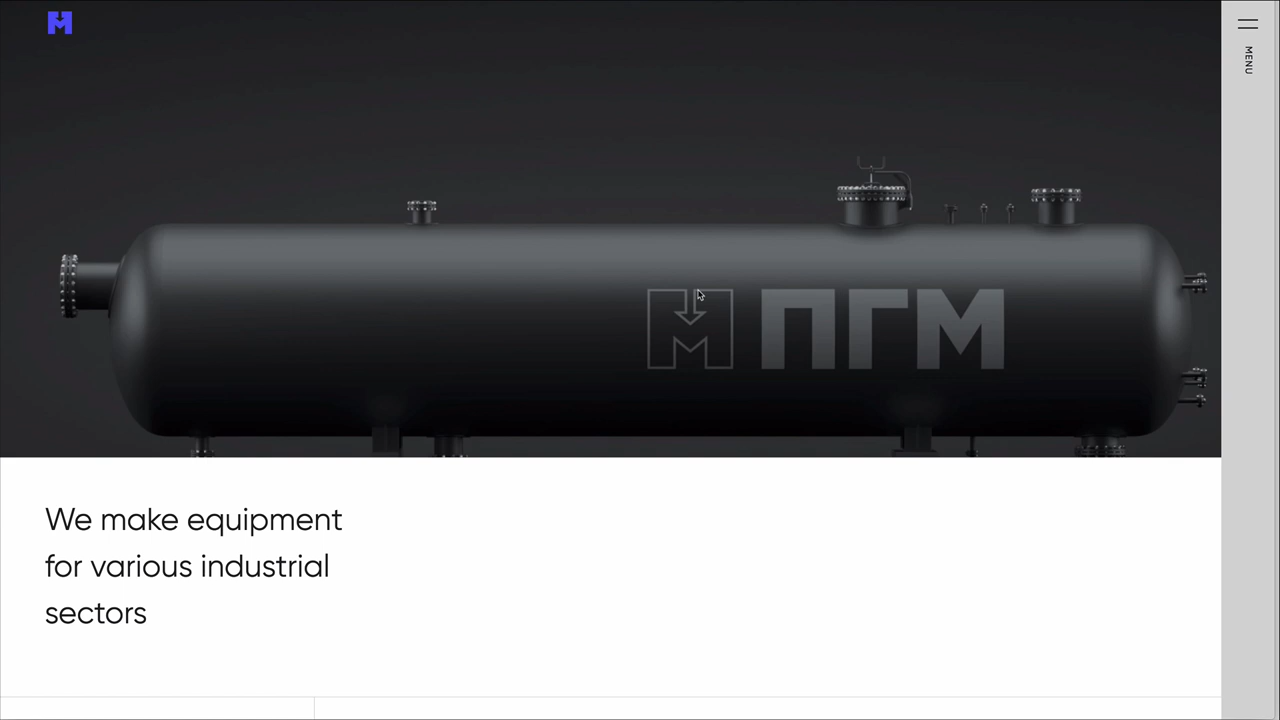 MENU
ПГМ
We make equipment
for various industrial
sectors